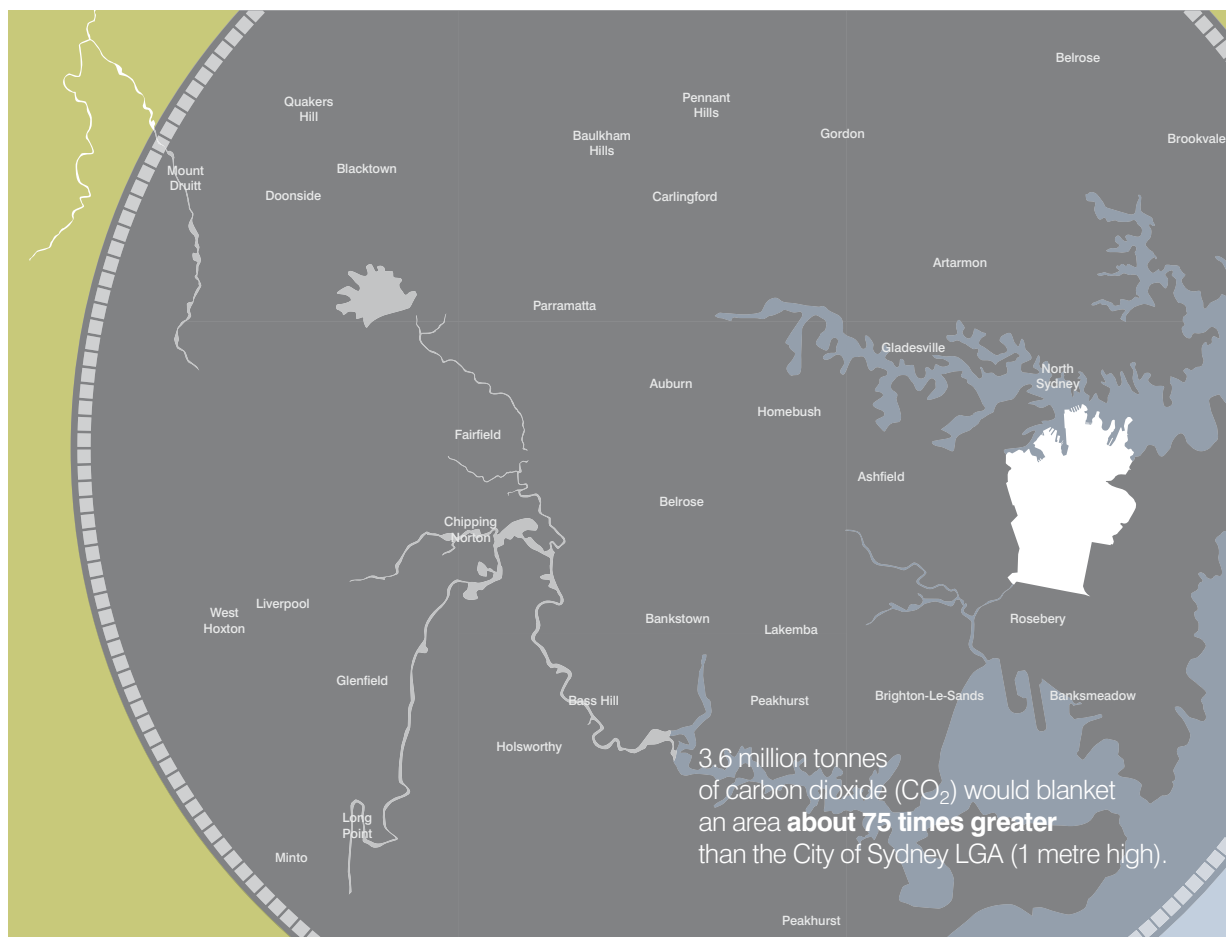 Belrose
Quakers
Hill
Pennant
Hills
Baulkham
Hills
Gordon
Brookvale
Mount
Druitt
Blacktown
Doonside
Carlingford
Artarmon
Parramatta
Gladesville
North
Sydney
Auburn
Homebush
Fairfield
Ashfield
Belrose
Chipping
Norton
West
Hoxton
Liverpool
Bankstown
Lakemba
Rosebery
Glenfield
Bass Hill
Peakhurst
Brighton-Le-Sands
Banksmeadow
Holsworthy
3.6 million tonnes
of carbon dioxide (CO₂) would blanket
an area about 75 times greater
than the City of Sydney LGA (1 metre high).
Long
Point
Minto
Peakhurst